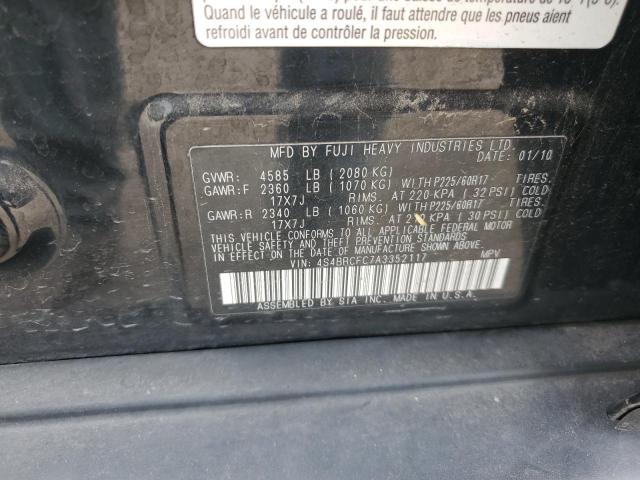 Quand le véhicule a roulé, il faut attendre que les pneus aient
refroidi avant de contrôler la pression.
MFD BY FUJI HEAVY INDUSTRIES LTD.
DATE: 01/10
GVWR: 4585 LB ( 2080 KG)
GAWR:F 2360 LB ( 1070 KG) WITH P225/60R17 TIRES.
17X7J RIMS. AT 220 KPA ( 32 PSI) COLD
GAWR:R 2340 LB ( 1060 KG) WITH P225/60R17 TIRES.
17X7J RIMS. AT KPA ( 30 PSI) COLD
THIS VEHICLE CONFORMS TO ALL APPLICABLE FEDERAL MOTOR
VEHICLE SAFETY AND THEFT PREVENTION STANDARDS
IN EFFECT ON THE DATE OF MANUFACTURE SHOWN ABOVE.
VIN: 4S4BRCFC7A3352117 MPV
ASSEMBLED BY SIA INC. MADE IN U.S.A.